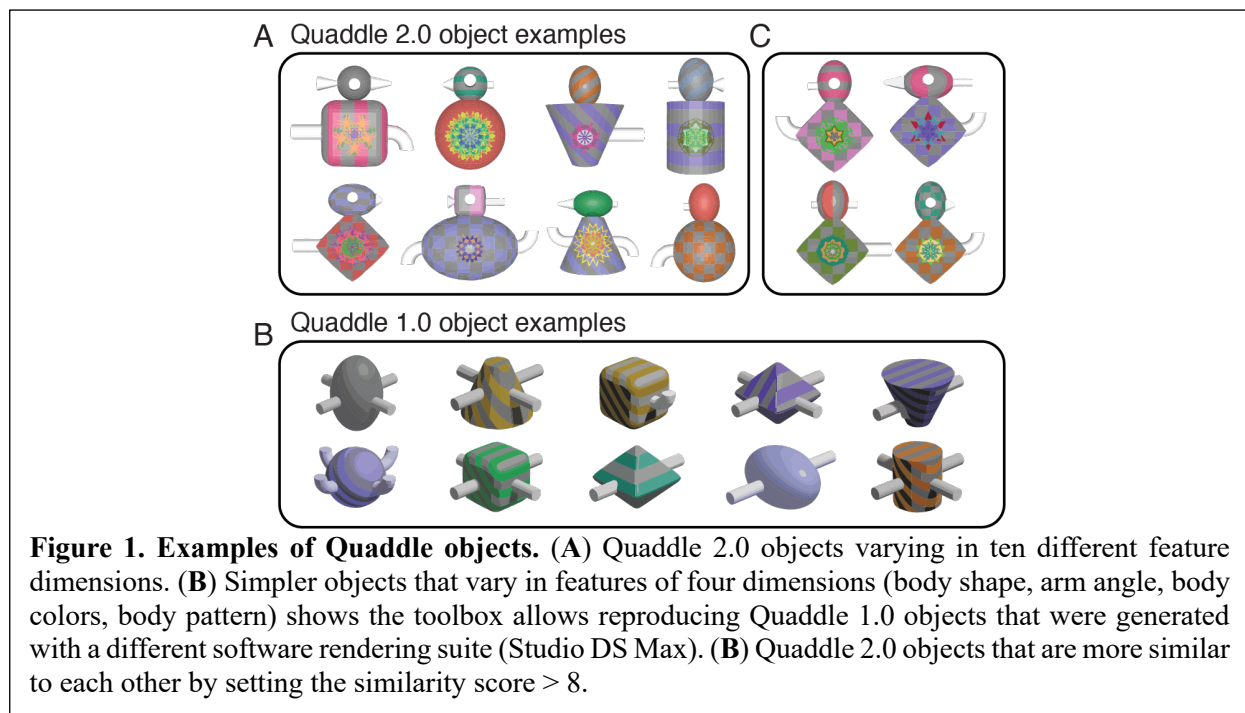 A Quaddle 2.0 object examples
C
B Quaddle 1.0 object examples
Figure 1. Examples of Quaddle objects. (A) Quaddle 2.0 objects varying in ten different feature
dimensions. (B) Simpler objects that vary in features of four dimensions (body shape, arm angle, body
colors, body pattern) shows the toolbox allows reproducing Quaddle 1.0 objects that were generated
with a different software rendering suite (Studio DS Max). (B) Quaddle 2.0 objects that are more similar
to each other by setting the similarity score > 8.